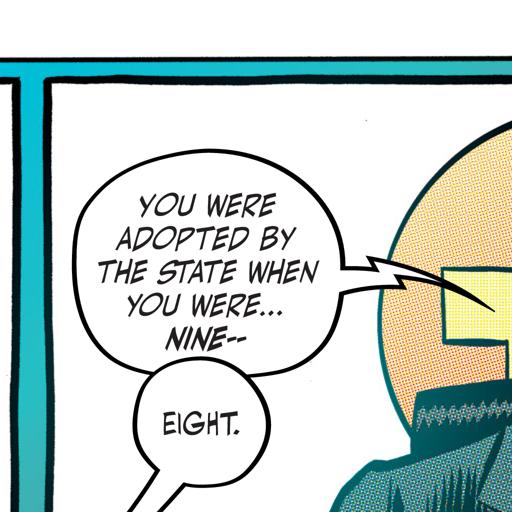 YOU WERE
ADOPTED BY
THE STATE WHEN
YOU WERE...
NINE--
EIGHT.